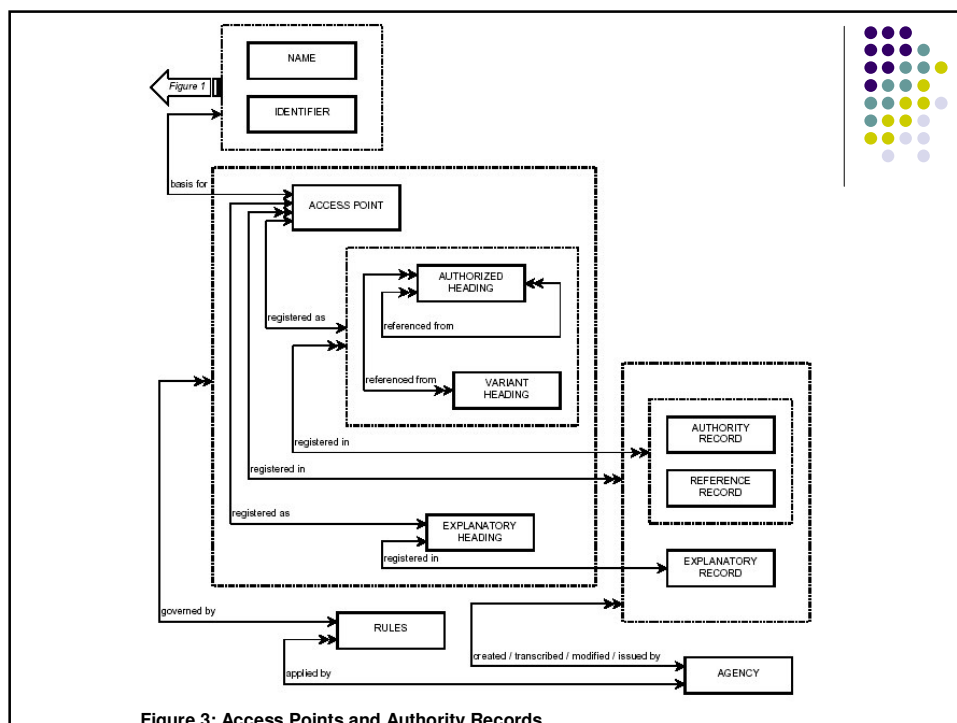 NAME
Figure 1
IDENTIFIER
basis for
ACCESS POINT
AUTHORIZED
HEADING
registered as
referenced from
referenced from
VARIANT
HEADING
registered in
AUTHORITY
RECORD
registered in
REFERENCE
RECORD
registered as
EXPLANATORY
HEADING
registered in
EXPLANATORY
RECORD
governed by
RULES
created / transcribed / modified / issued by
applied by
AGENCY
Figure 3: Access Points and Authority Records